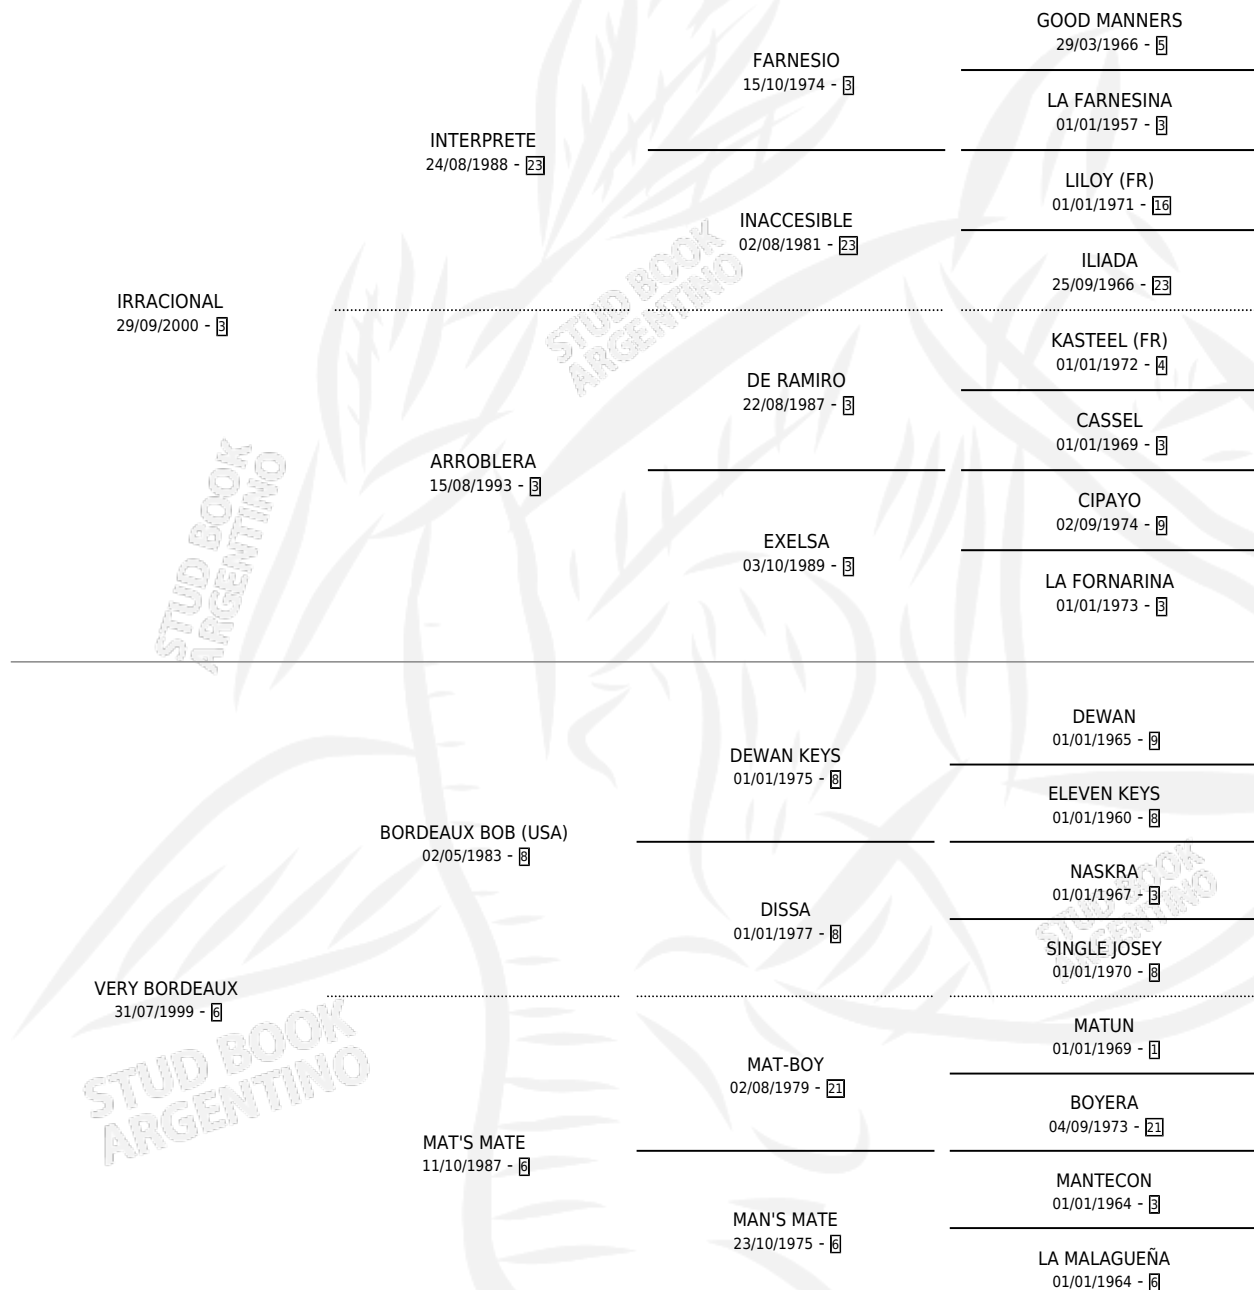 GOOD MANNERS
29/03/1966 - 5
FARNESIO
15/10/1974 - 3
LA FARNESINA
01/01/1957 - 3
INTERPRETE
24/08/1988 - 23
LILOY (FR)
01/01/1971 - 16
INACCESIBLE
02/08/1981 - 23
ILIADA
25/09/1966 - 23
IRRACIONAL
29/09/2000 - 3
KASTEEL (FR)
01/01/1972 - 4
DE RAMIRO
22/08/1987 - 3
CASSEL
01/01/1969 - 3
ARROBLERA
15/08/1993 - 3
CIPAYO
02/09/1974 - 9
EXELSA
03/10/1989 - 3
LA FORNARINA
01/01/1973 - 3
DEWAN
01/01/1965 - 9
DEWAN KEYS
01/01/1975 - 8
ELEVEN KEYS
01/01/1960 - 8
BORDEAUX BOB (USA)
02/05/1983 - 8
NASKRA
01/01/1967 - 3
DISSA
01/01/1977 - 8
SINGLE JOSEY
01/01/1970 - 8
VERY BORDEAUX
31/07/1999 - 6
MATUN
01/01/1969 - 1
MAT-BOY
02/08/1979 - 21
BOYERA
04/09/1973 - 21
MAT'S MATE
11/10/1987 - 6
MANTECON
01/01/1964 - 3
MAN'S MATE
23/10/1975 - 6
LA MALAGUEÑA
01/01/1964 - 6
STUD BOOK
ARGENTINO
STUD BOOK
ARGENTINO
STUD BOOK
ARGENTINO
STUD BOOK
ARGENTINO